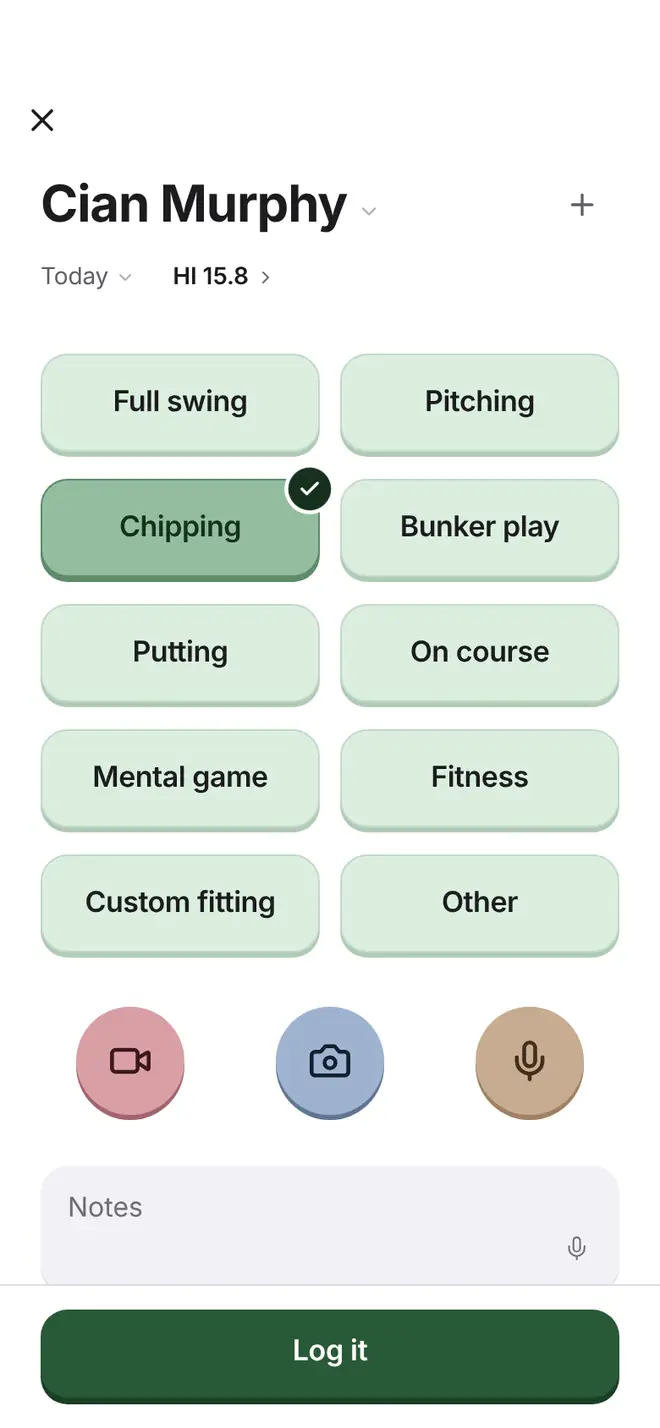 Cian Murphy
Today HI 15.8
Full swing Pitching
Chipping Bunker play
Putting On course
Mental game Fitness
Custom fitting Other
Notes
Log it